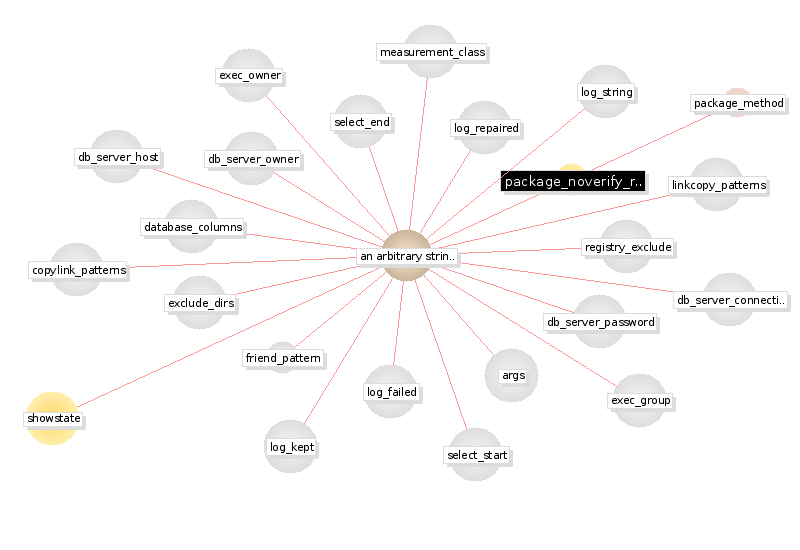 measurement_class
exec_owner
log_string
package_method
select_end
log_repaired
db_server_host
db_server_owner
package_noverify_r..
linkcopy_patterns
database_columns
registry_exclude
an arbitrary strin..
copylink_patterns
exclude_dirs
db_server_connecti..
db_server_password
friend_pattern
args
log_failed
exec_group
showstate
log_kept
select_start